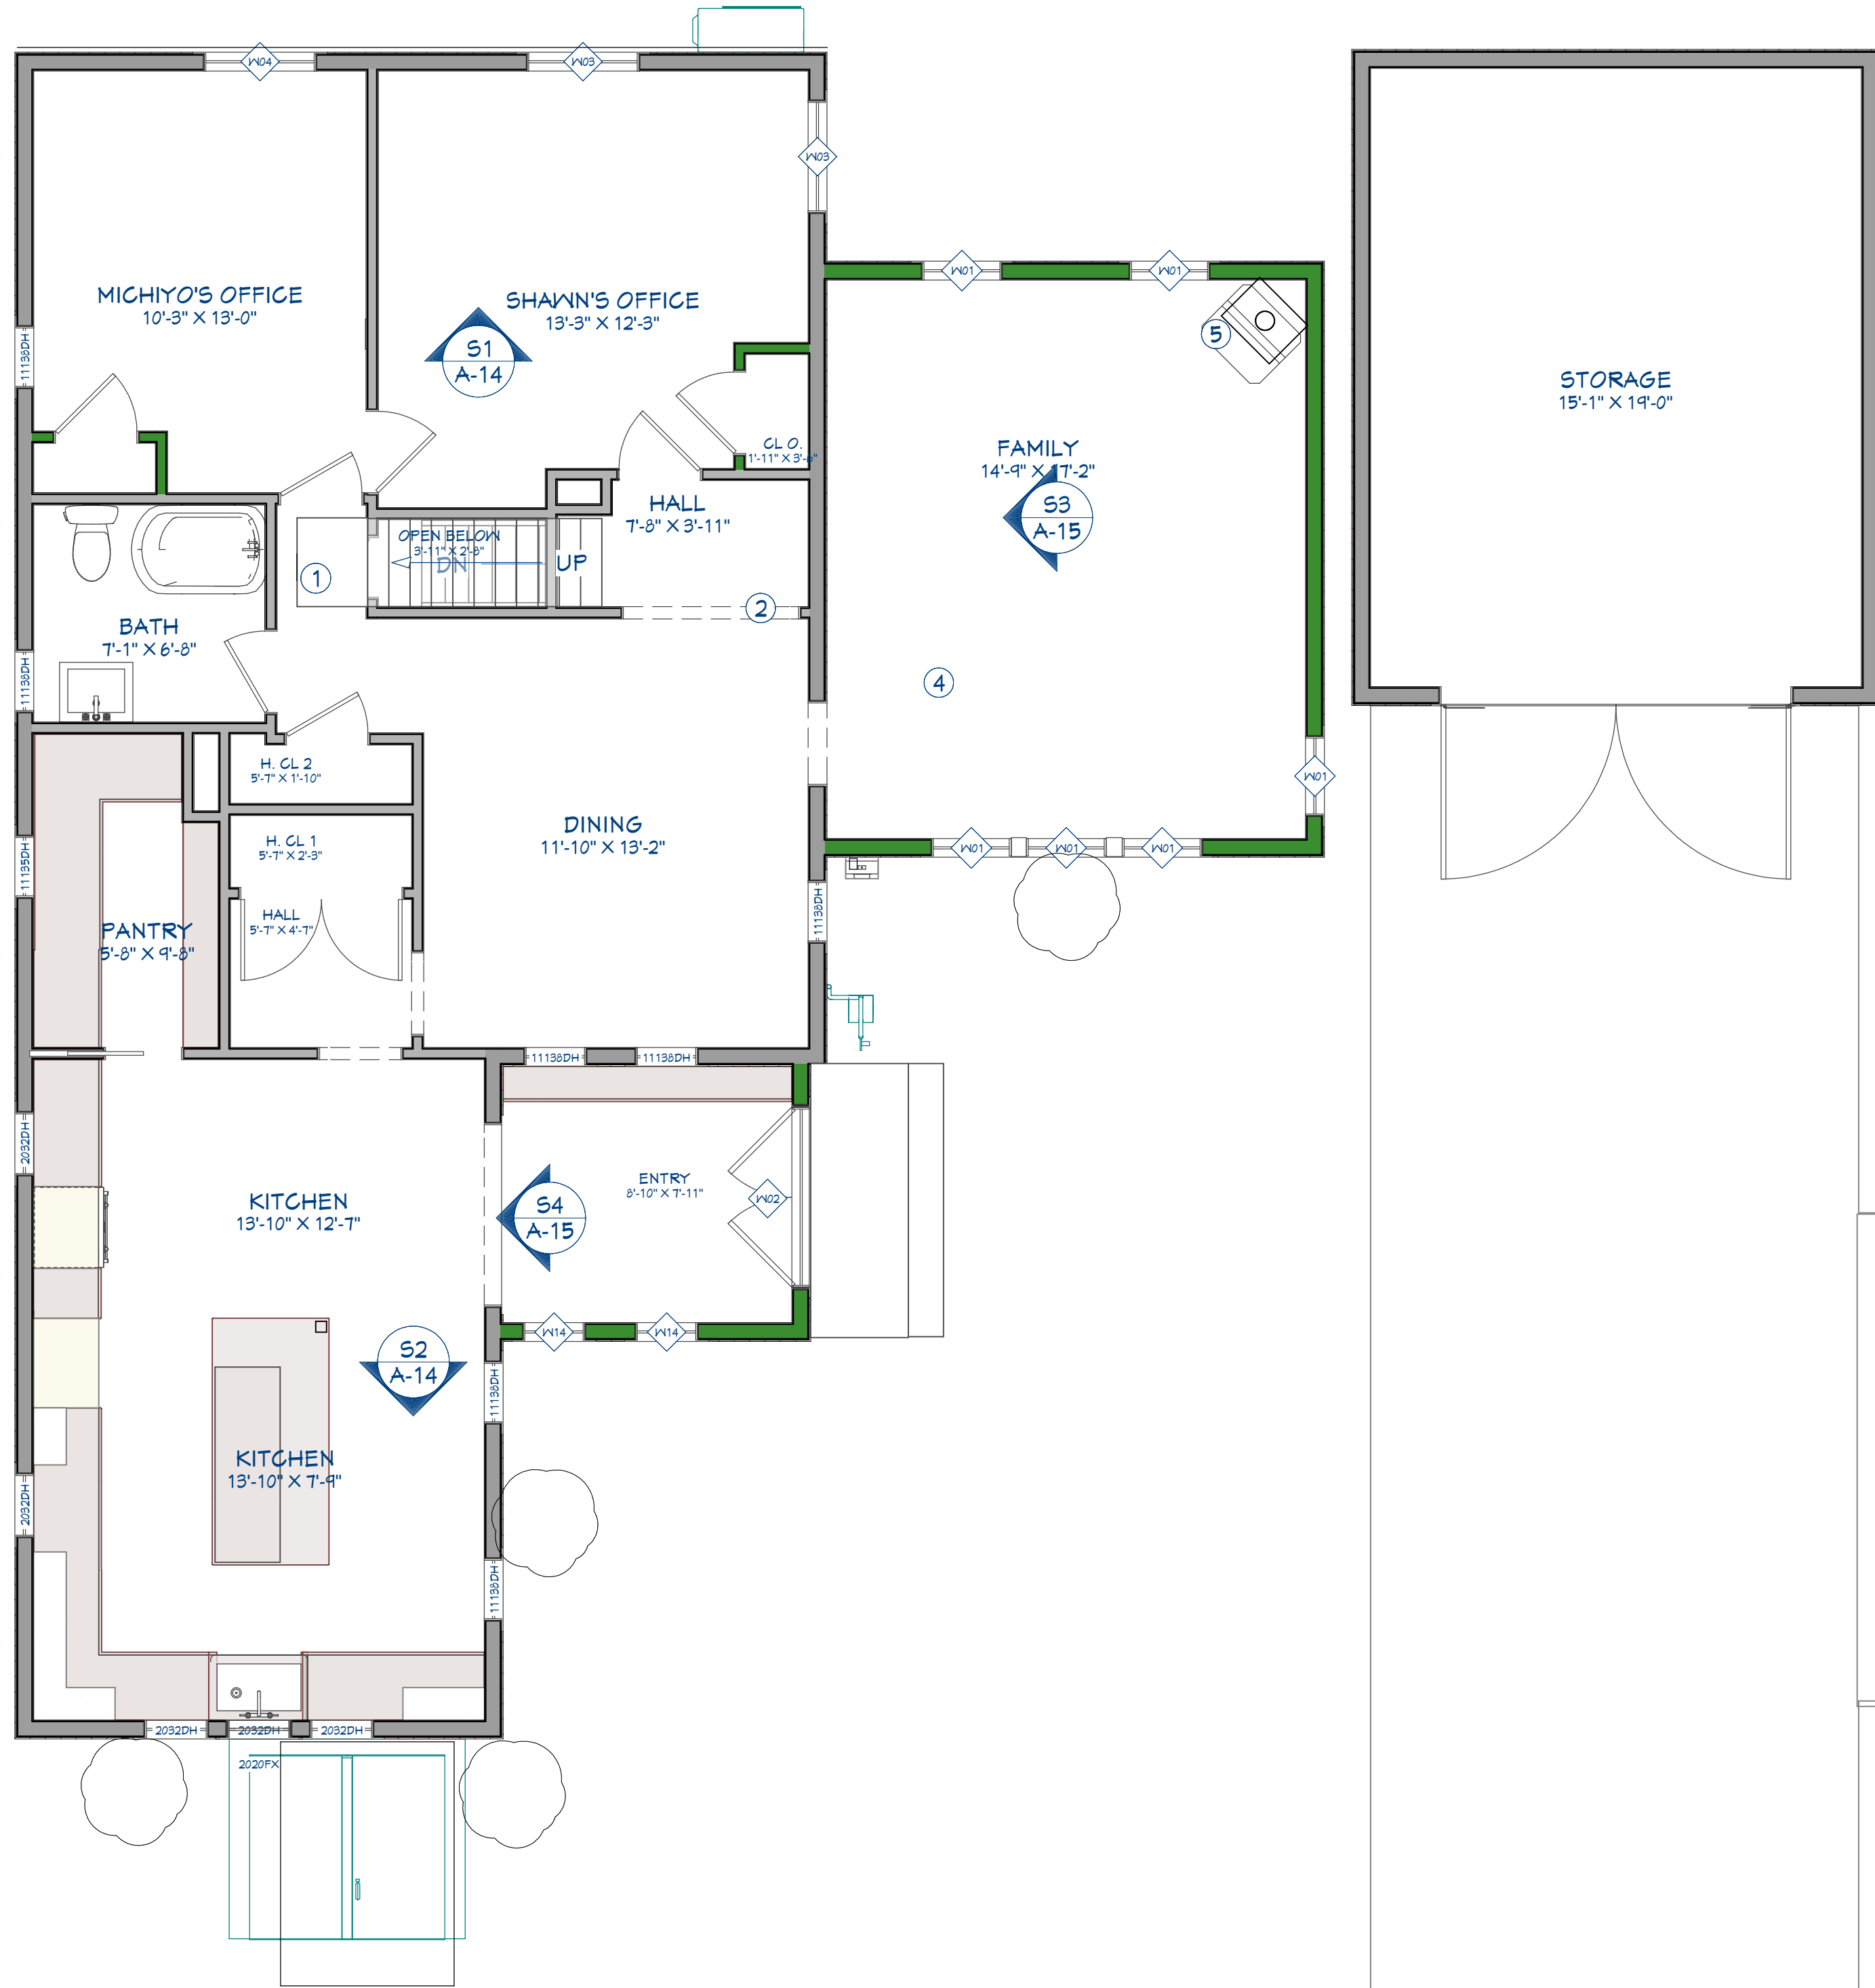 W04
W03
W03
MICHIYO'S OFFICE
10'-3" X 13'-0"
SHAWN'S OFFICE
13'-3" X 12'-3"
S1
A-14
11138DH
W01
W01
5
STORAGE
15'-1" X 19'-0"
CL O.
1'-11" X 3'-6"
FAMILY
14'-9" X 17'-2"
S3
A-15
HALL
7'-8" X 3'-11"
OPEN BELOW
3'-11" X 2'-8"
DN
UP
1
2
BATH
7'-1" X 6'-8"
11138DH
4
H. CL 2
5'-7" X 1'-10"
W01
DINING
11'-10" X 13'-2"
H. CL 1
5'-7" X 2'-3"
W01
W01
W01
11135DH
11138DH
HALL
5'-7" X 4'-7"
PANTRY
5'-8" X 9'-8"
11138DH
11138DH
2032DH
ENTRY
8'-10" X 7'-11"
W02
KITCHEN
13'-10" X 12'-7"
S4
A-15
W14
W14
S2
A-14
11138DH
KITCHEN
13'-10" X 7'-9"
2032DH
11138DH
2032DH
2032DH
2032DH
2020FX